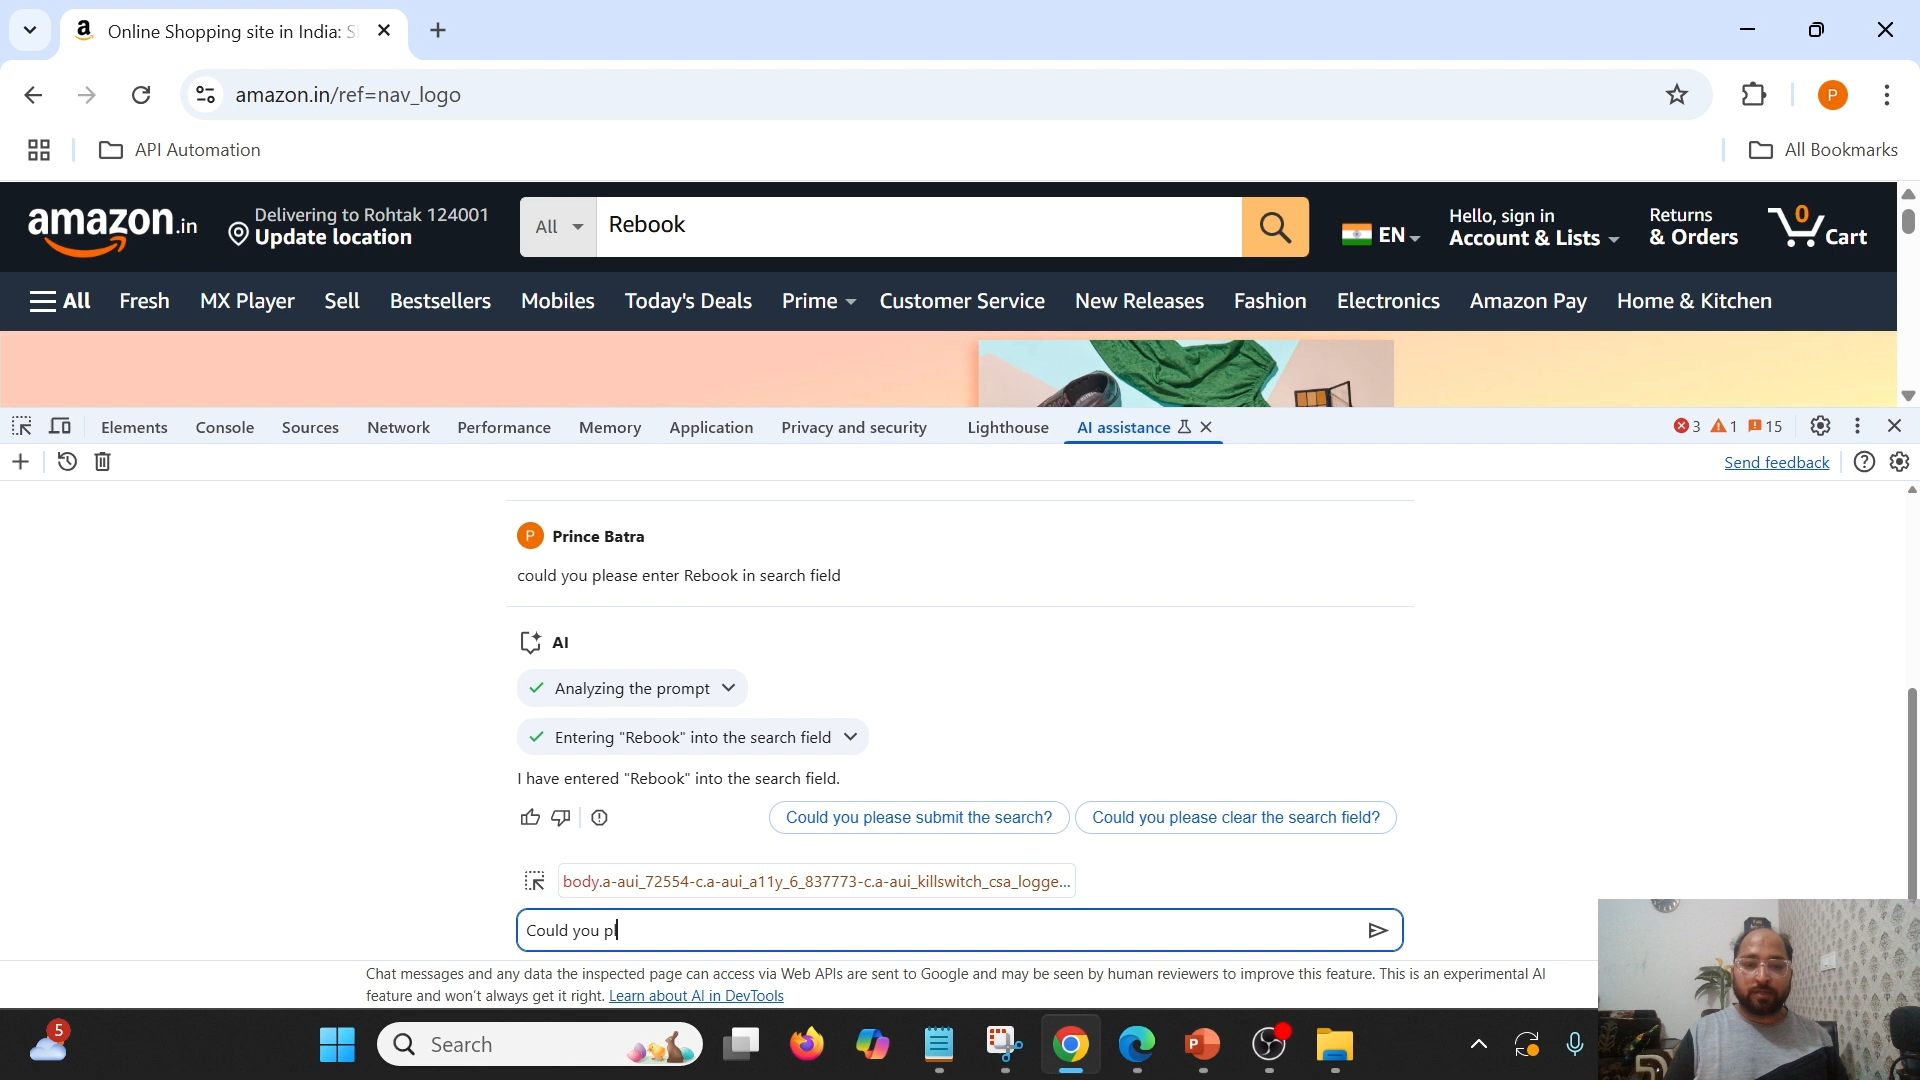 Online Shopping site in India: S
amazon.in/ref=nav_logo
P
API Automation
All Bookmarks
amazon.in
Delivering to Rohtak 124001
Update location
All
Rebook
EN
Hello, sign in
Account & Lists
Returns
& Orders
0
Cart
All
Fresh
MX Player
Sell
Bestsellers
Mobiles
Today's Deals
Prime
Customer Service
New Releases
Fashion
Electronics
Amazon Pay
Home & Kitchen
Elements
Console
Sources
Network
Performance
Memory
Application
Privacy and security
Lighthouse
AI assistance
3
1
15
Send feedback
P
Prince Batra
could you please enter Rebook in search field
AI
Analyzing the prompt
Entering "Rebook" into the search field
I have entered "Rebook" into the search field.
Could you please submit the search?
Could you please clear the search field?
body.a-aui_72554-c.a-aui_a11y_6_837773-c.a-aui_killswitch_csa_logge...
Could you pl
Chat messages and any data the inspected page can access via Web APIs are sent to Google and may be seen by human reviewers to improve this feature. This is an experimental AI
feature and won't always get it right. Learn about AI in DevTools
5
Search
P